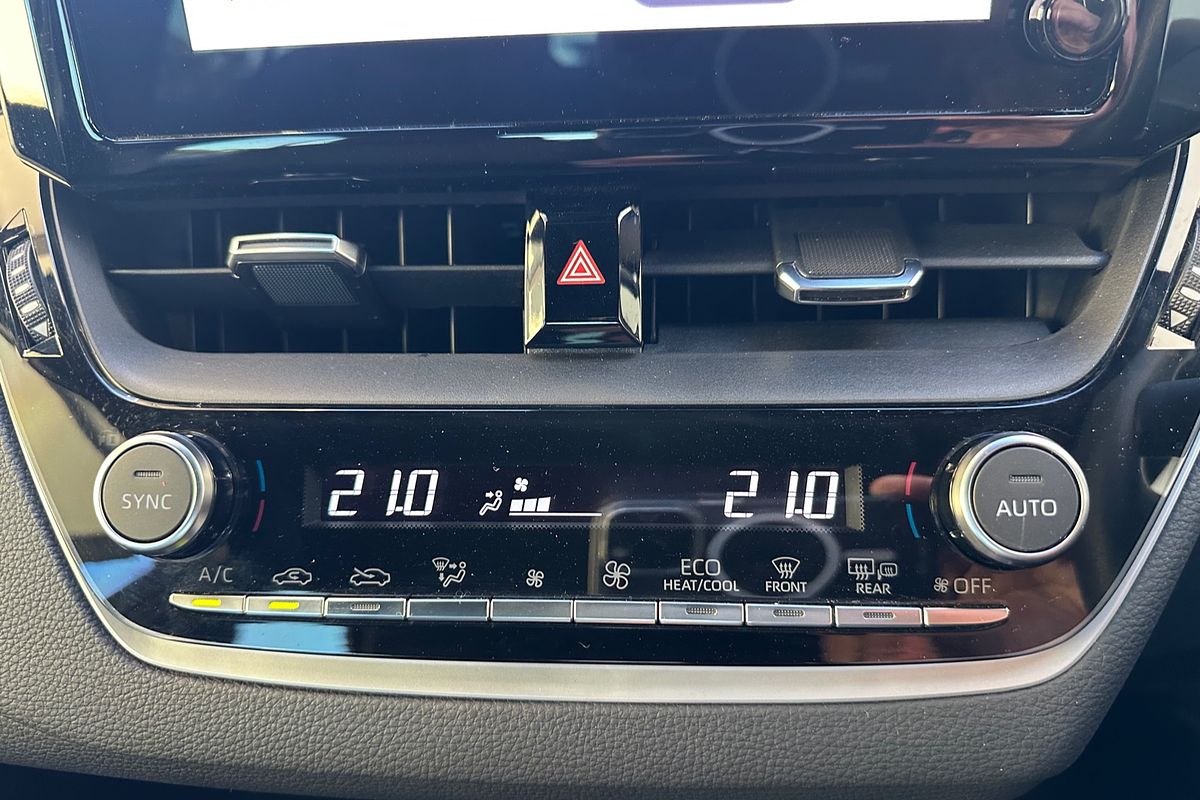 SYNC
21.0
21.0
AUTO
A/C
ECO
HEAT/COOL
FRONT
REAR
OFF